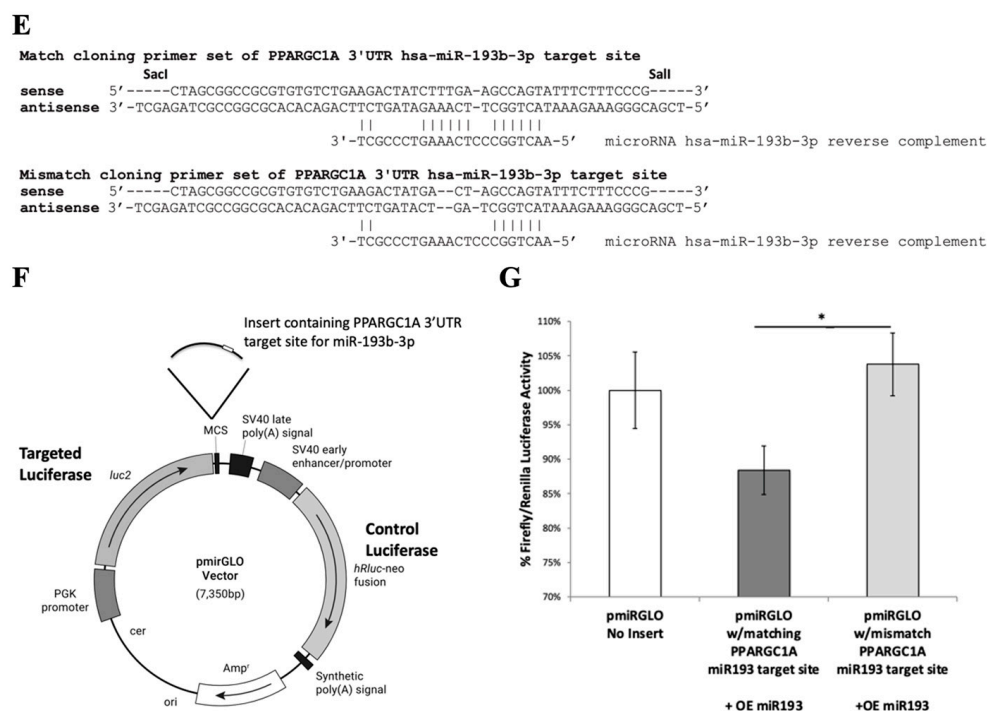 E
Match cloning primer set of PPARGC1A 3'UTR hsa-miR-193b-3p target site
SacI SalI
sense 5'-----CTAGCGGCCGCGTGTGTCTGAAGACTATCTTTGA-AGCCAGTATTTCTTTCCCG-----3'
antisense 3'-TCGAGATCGCCGGCGCACACAGACTTCTGATAGAAACT-TCGGTCATAAAGAAAGGGCAGCT-5'
|| |||||| ||||||
3'-TCGCCCTGAAACTCCCGGTCAA-5' microRNA hsa-miR-193b-3p reverse complement
Mismatch cloning primer set of PPARGC1A 3'UTR hsa-miR-193b-3p target site
sense 5'-----CTAGCGGCCGCGTGTGTCTGAAGACTATGA--CT-AGCCAGTATTTCTTTCCCG-----3'
antisense 3'-TCGAGATCGCCGGCGCACACAGACTTCTGATACT--GA-TCGGTCATAAAGAAAGGGCAGCT-5'
|| ||||||
3'-TCGCCCTGAAACTCCCGGTCAA-5' microRNA hsa-miR-193b-3p reverse complement
F
Insert containing PPARGC1A 3'UTR
target site for miR-193b-3p
MCS
SV40 late
poly(A) signal
SV40 early
enhancer/promoter
Targeted
Luciferase
luc2
Control
Luciferase
hRluc-neo
fusion
pmirGLO
Vector
(7,350bp)
PGK
promoter
cer
ori
Ampr
Synthetic
poly(A) signal
G
% Firefly/Renilla Luciferase Activity
110%
105%
100%
95%
90%
85%
80%
75%
70%
*
pmiRGLO
No Insert
pmiRGLO
w/matching
PPARGC1A
miR193 target site
+ OE miR193
pmiRGLO
w/mismatch
PPARGC1A
miR193 target site
+OE miR193